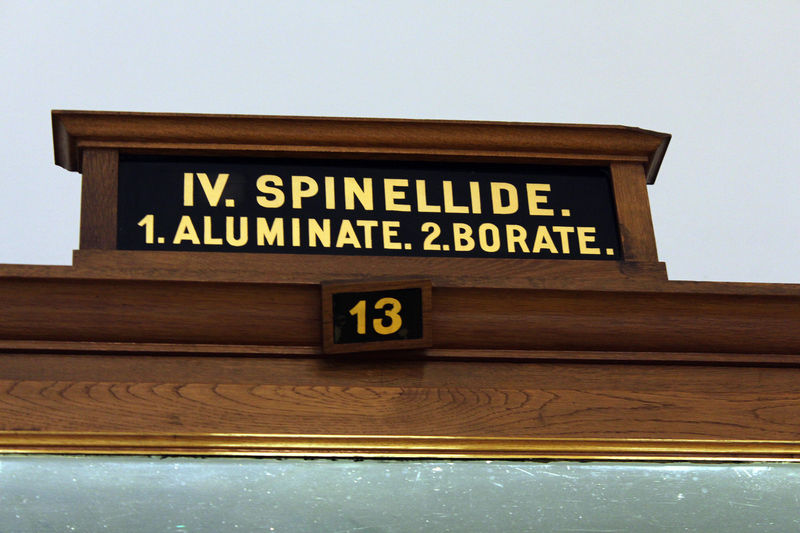 IV. SPINELLIDE.
1. ALUMINATE. 2.BORATE.
13